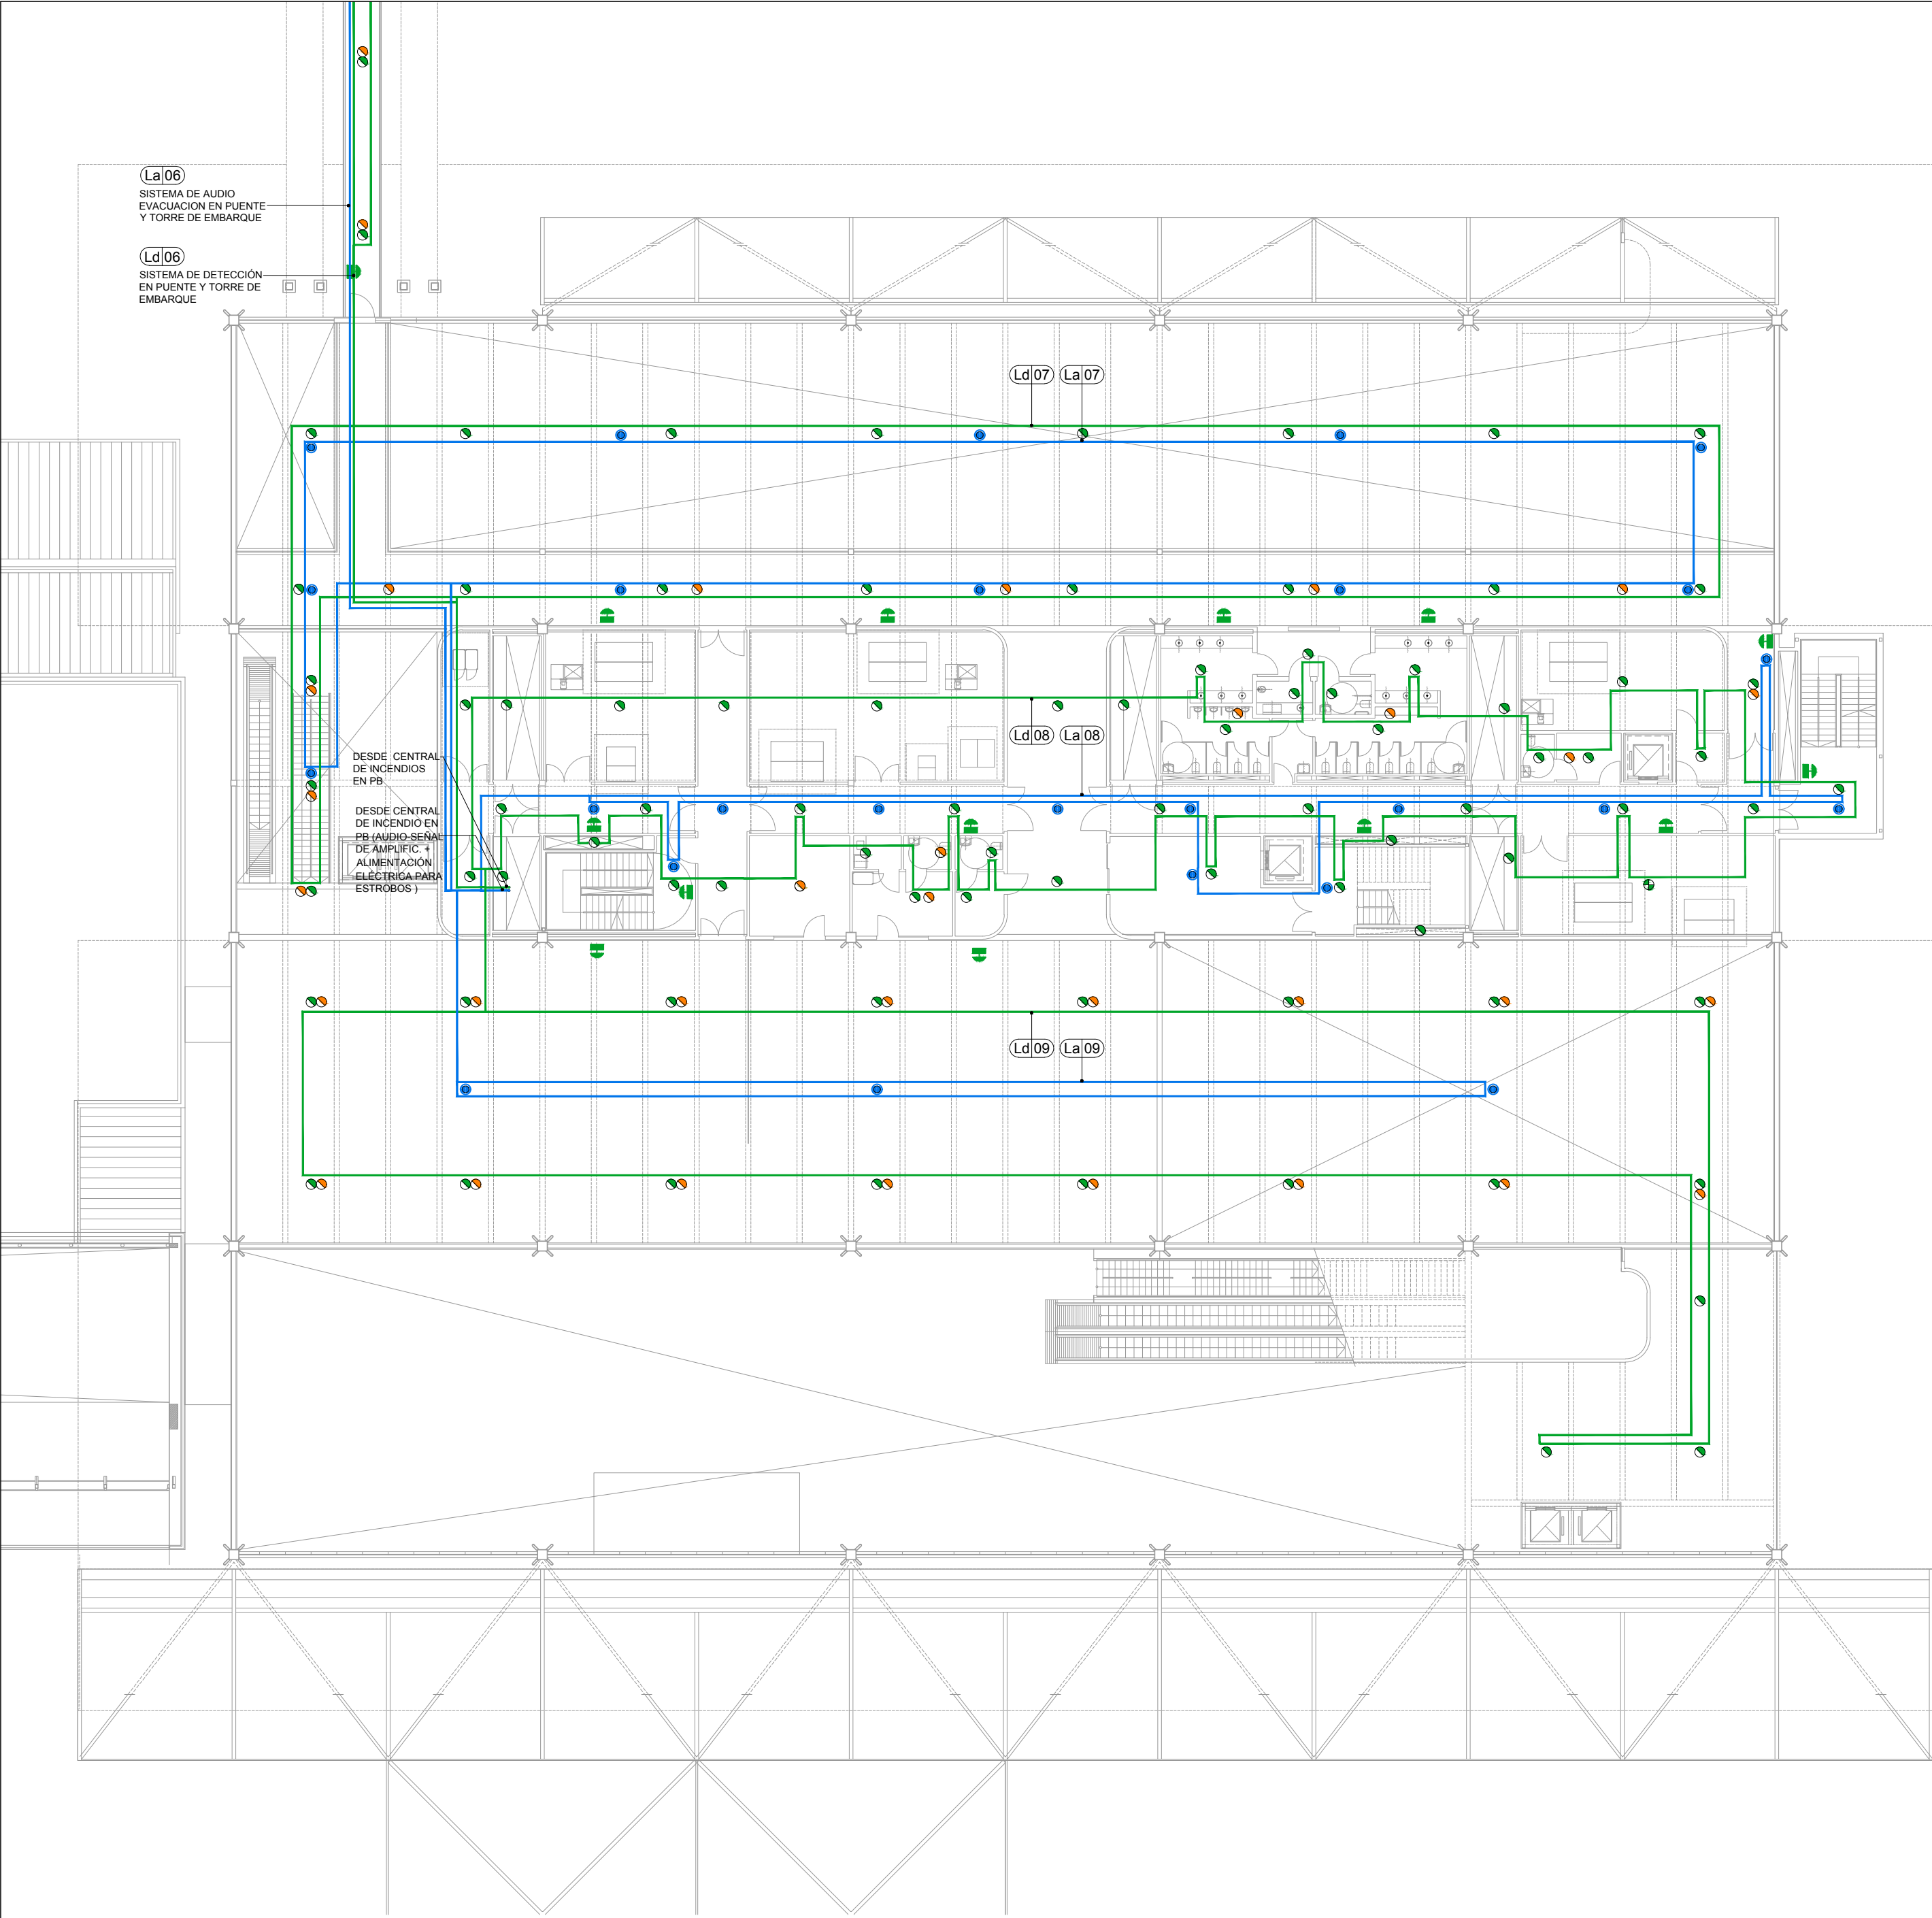 La 06
SISTEMA DE AUDIO
EVACUACION EN PUENTE
Y TORRE DE EMBARQUE
Ld 06
SISTEMA DE DETECCIÓN
EN PUENTE Y TORRE DE
EMBARQUE
Ld 07 La 07
Ld 08 La 08
DESDE CENTRAL
DE INCENDIOS
EN PB
DESDE CENTRAL
DE INCENDIO EN
PB (AUDIO-SEÑAL
DE AMPLIFIC. +
ALIMENTACIÓN
ELÉCTRICA PARA
ESTROBOS )
Ld 09 La 09